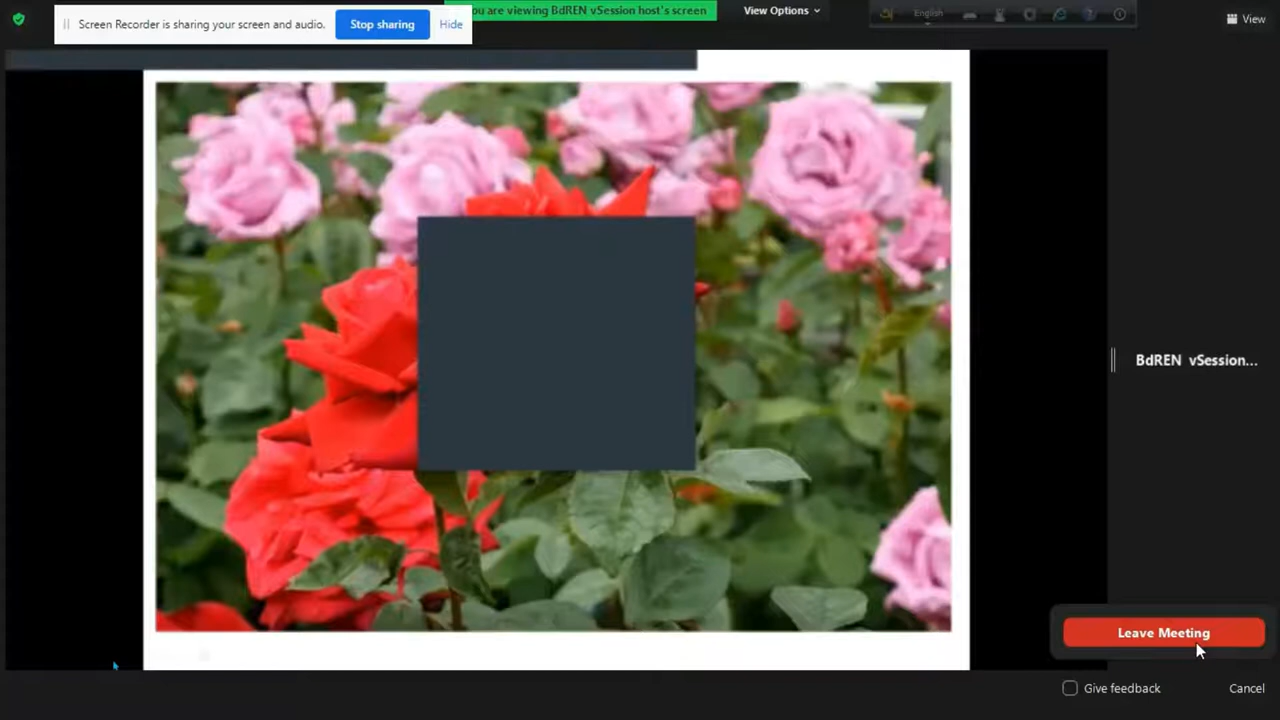 Screen Recorder is sharing your screen and audio.
Stop sharing
Hide
ou are viewing BdREN vSession host's screen
View Options
English
View
BdREN vSession...
Leave Meeting
Give feedback
Cancel